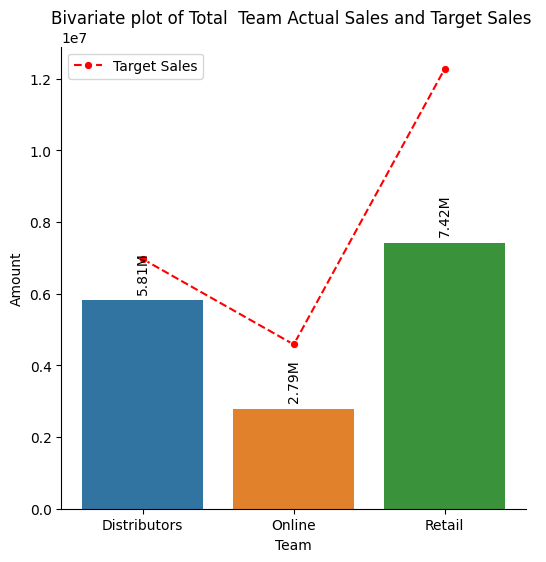 Bivariate plot of Total  Team Actual Sales and Target Sales
1e7
Target Sales
1.2
1.0
0.8
0.6
0.4
0.2
0.0
Amount
5.81M
2.79M
7.42M
Distributors
Online
Retail
Team